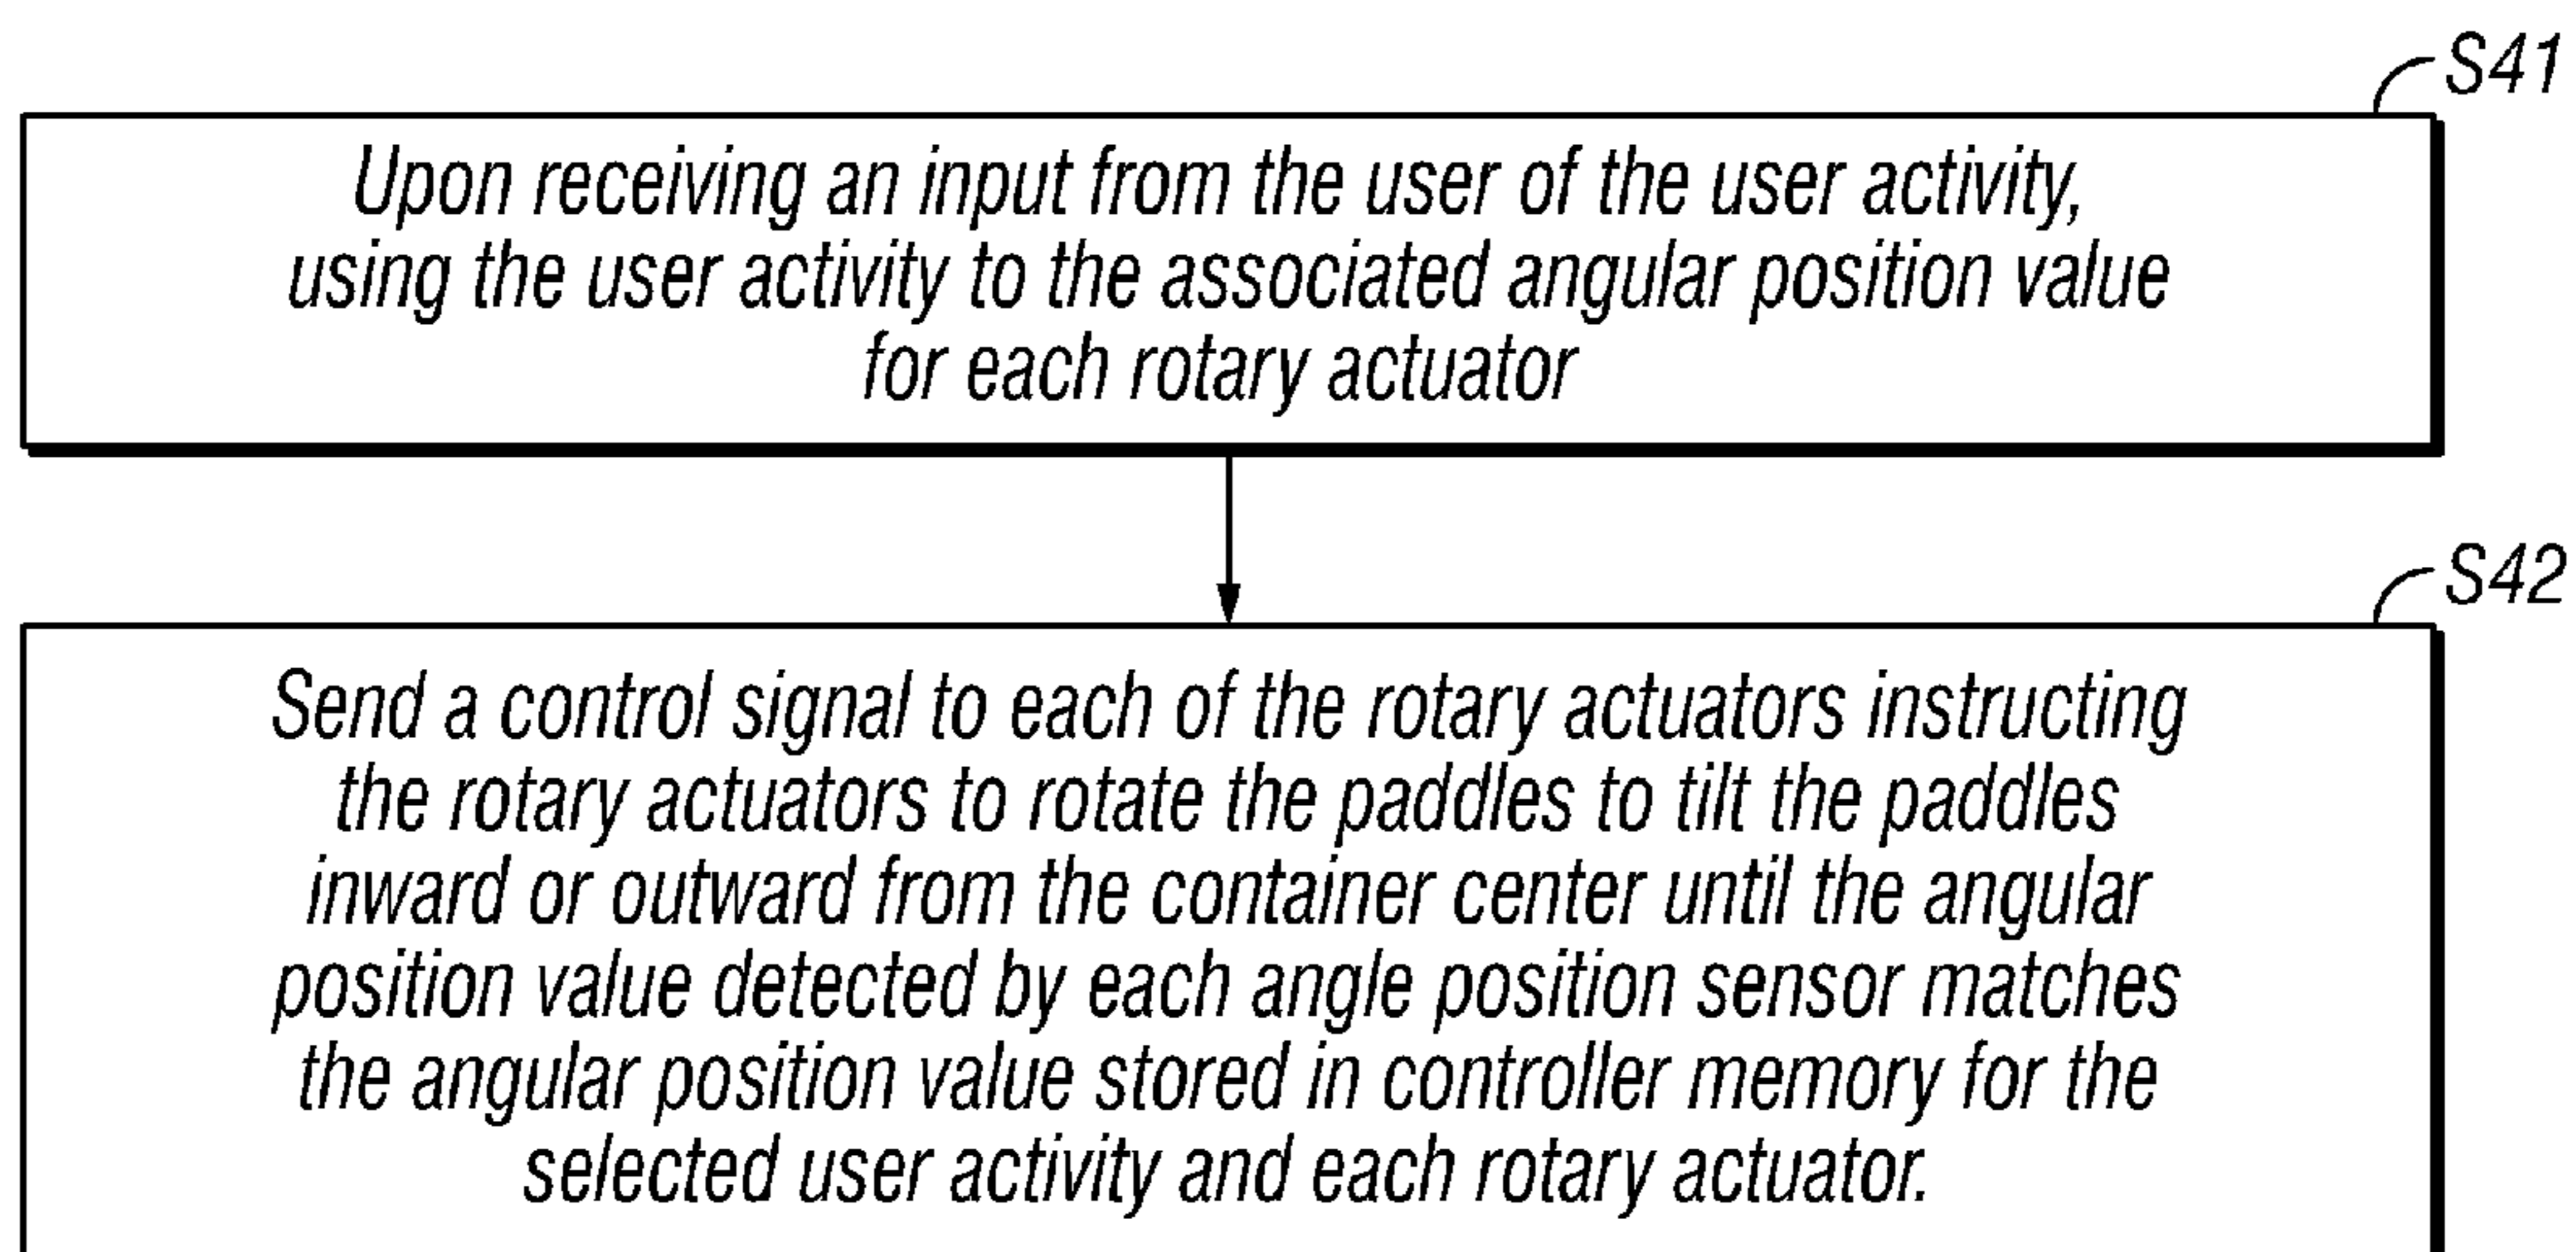 S41
Upon receiving an input from the user of the user activity,
using the user activity to the associated angular position value
for each rotary actuator
S42
Send a control signal to each of the rotary actuators instructing
the rotary actuators to rotate the paddles to tilt the paddles
inward or outward from the container center until the angular
position value detected by each angle position sensor matches
the angular position value stored in controller memory for the
selected user activity and each rotary actuator.